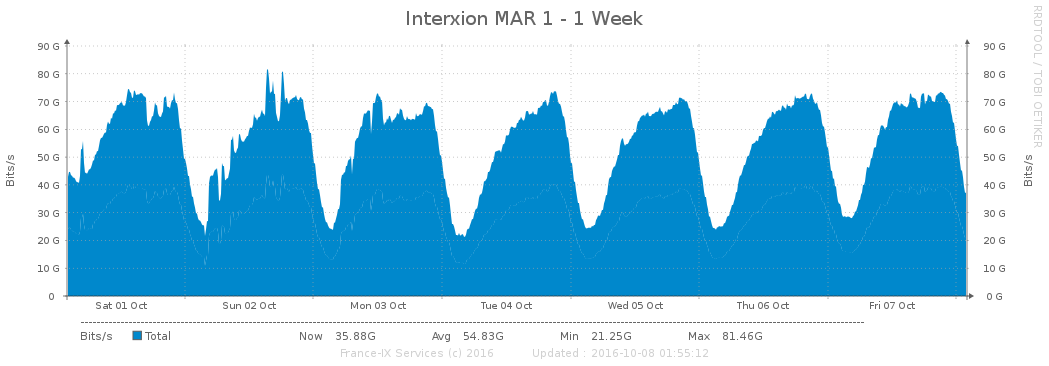 Interxion MAR 1 - 1 Week
RRDTOOL / TOBI OETIKER
90 G 90 G
80 G 80 G
70 G 70 G
60 G 60 G
50 G 50 G
40 G 40 G
30 G 30 G
20 G 20 G
10 G 10 G
0 0 G
Bits/s
Bits/s
Sat 01 Oct Sun 02 Oct Mon 03 Oct Tue 04 Oct Wed 05 Oct Thu 06 Oct Fri 07 Oct
Bits/s Total Now 35.88G Avg 54.83G Min 21.25G Max 81.46G
France-IX Services (c) 2016 Updated : 2016-10-08 01:55:12